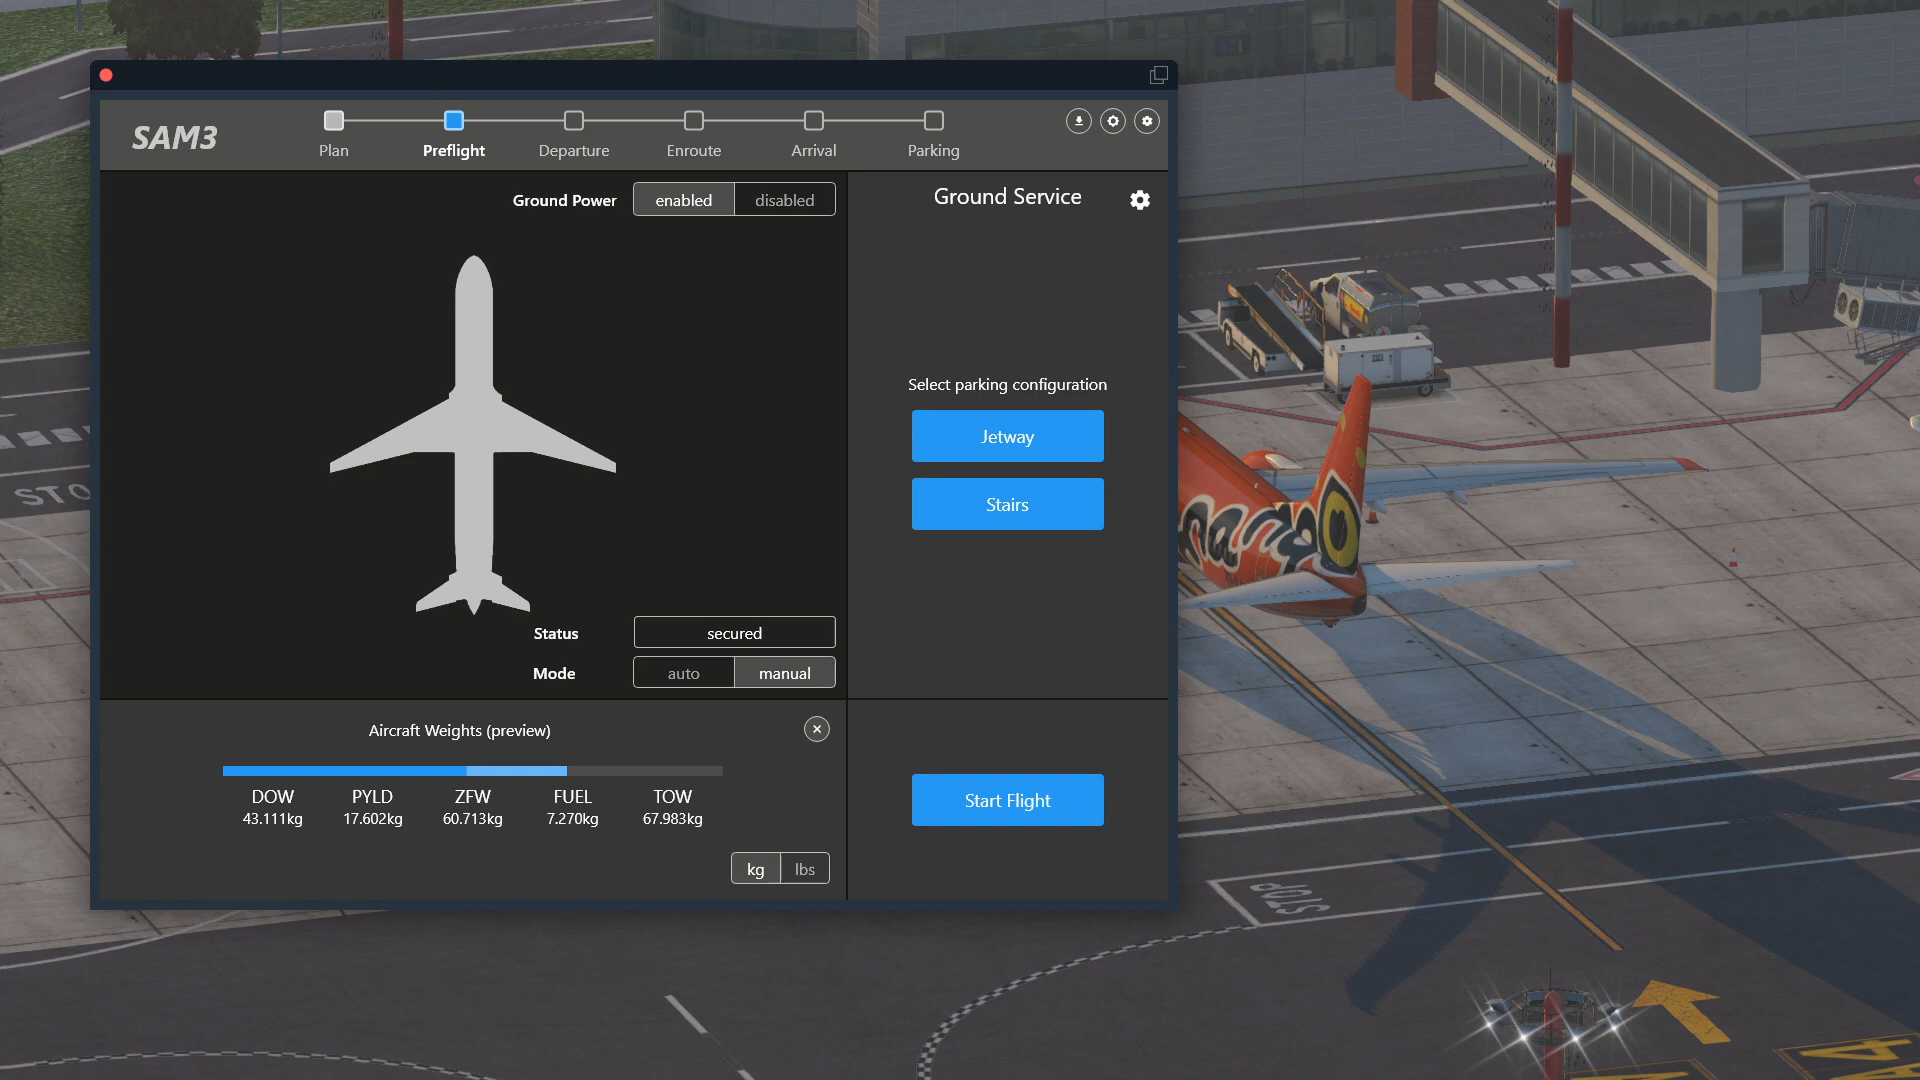 SAM3
Plan
Preflight
Departure
Enroute
Arrival
Parking
Ground Power
enabled
disabled
Ground Service
Select parking configuration
Jetway
Stairs
Status
secured
Mode
auto
manual
Aircraft Weights (preview)
DOW
PYLD
ZFW
FUEL
TOW
43.111kg
17.602kg
60.713kg
7.270kg
67.983kg
kg
lbs
Start Flight
STOP